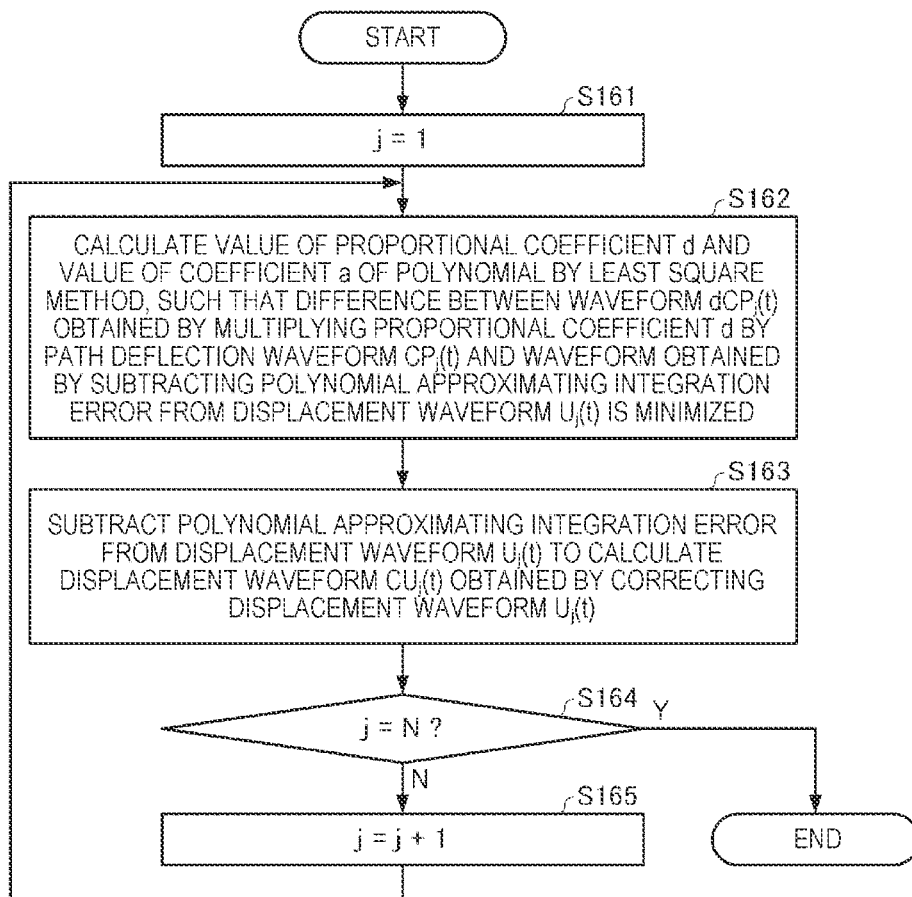 START
S161
j = 1
S162
CALCULATE VALUE OF PROPORTIONAL COEFFICIENT d AND
VALUE OF COEFFICIENT a OF POLYNOMIAL BY LEAST SQUARE
METHOD, SUCH THAT DIFFERENCE BETWEEN WAVEFORM dCPj(t)
OBTAINED BY MULTIPLYING PROPORTIONAL COEFFICIENT d BY
PATH DEFLECTION WAVEFORM CPj(t) AND WAVEFORM OBTAINED
BY SUBTRACTING POLYNOMIAL APPROXIMATING INTEGRATION
ERROR FROM DISPLACEMENT WAVEFORM Uj(t) IS MINIMIZED
S163
SUBTRACT POLYNOMIAL APPROXIMATING INTEGRATION ERROR
FROM DISPLACEMENT WAVEFORM Uj(t) TO CALCULATE
DISPLACEMENT WAVEFORM CUj(t) OBTAINED BY CORRECTING
DISPLACEMENT WAVEFORM Uj(t)
S164
j = N ?
Y
N
S165
j = j + 1
END